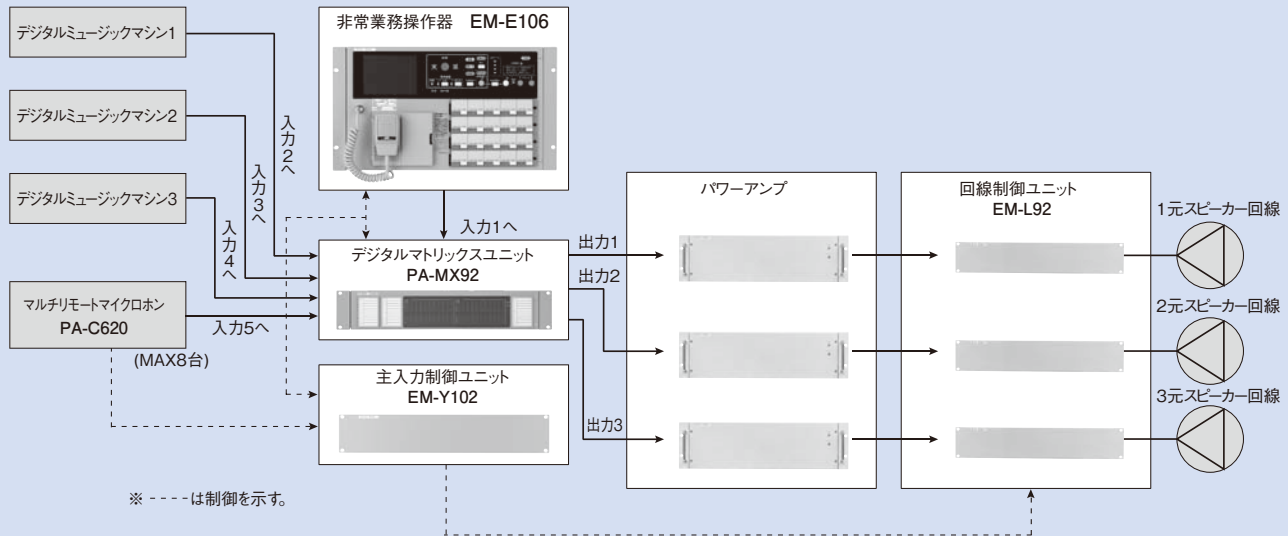 デジタルミュージックマシン1
デジタルミュージックマシン2
デジタルミュージックマシン3
マルチリモートマイクロホン
PA-C620
(MAX8台)
入力2へ
入力3へ
入力4へ
入力5へ
非常業務操作器 EM-E106
入力1へ
デジタルマトリックスユニット
PA-MX92
主入力制御ユニット
EM-Y102
出力1
出力2
出力3
パワーアンプ
回線制御ユニット
EM-L92
1元スピーカー回線
2元スピーカー回線
3元スピーカー回線
※ ----は制御を示す。